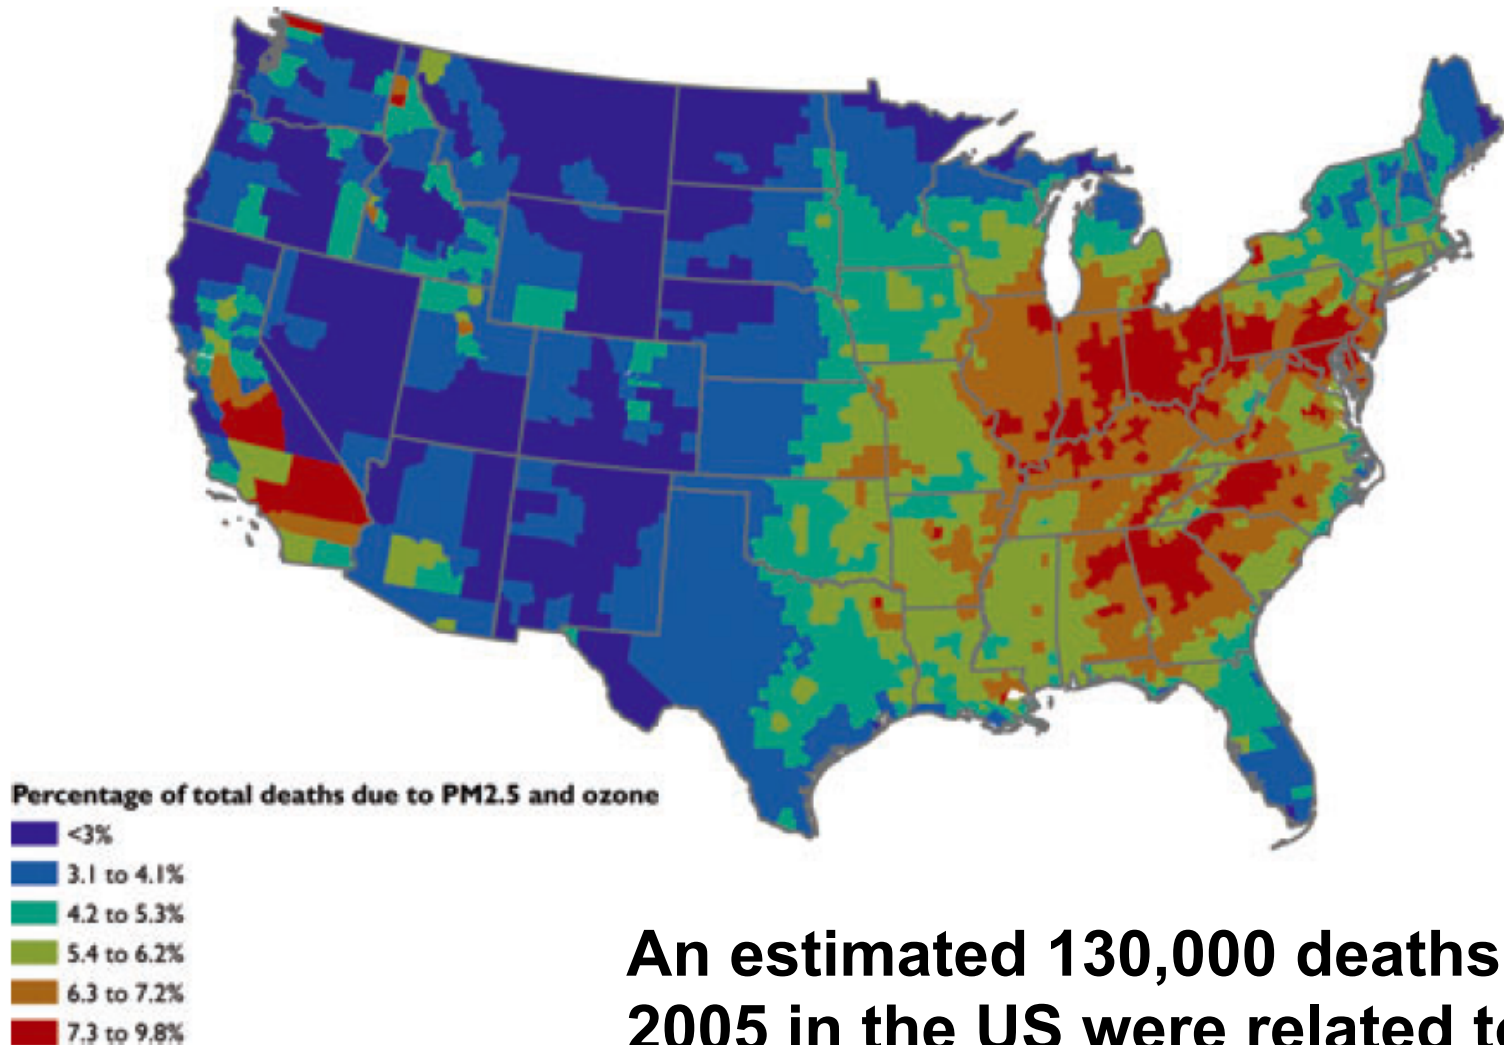 Percentage of total deaths due to PM2.5 and ozone
<3%
3.1 to 4.1%
4.2 to 5.3%
5.4 to 6.2%
6.3 to 7.2%
7.3 to 9.8%
An estimated 130,000 deaths
2005 in the US were related to